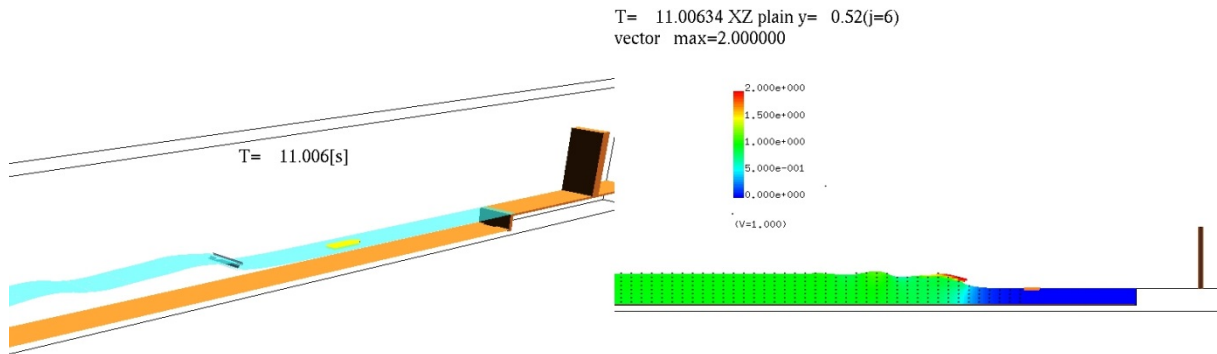 T= 11.006[s]
T= 11.00634 XZ plain y= 0.52(j=6)
vector max=2.000000
2.000e+000
1.500e+000
1.000e+000
5.000e-001
0.000e+000
(V=1.000)